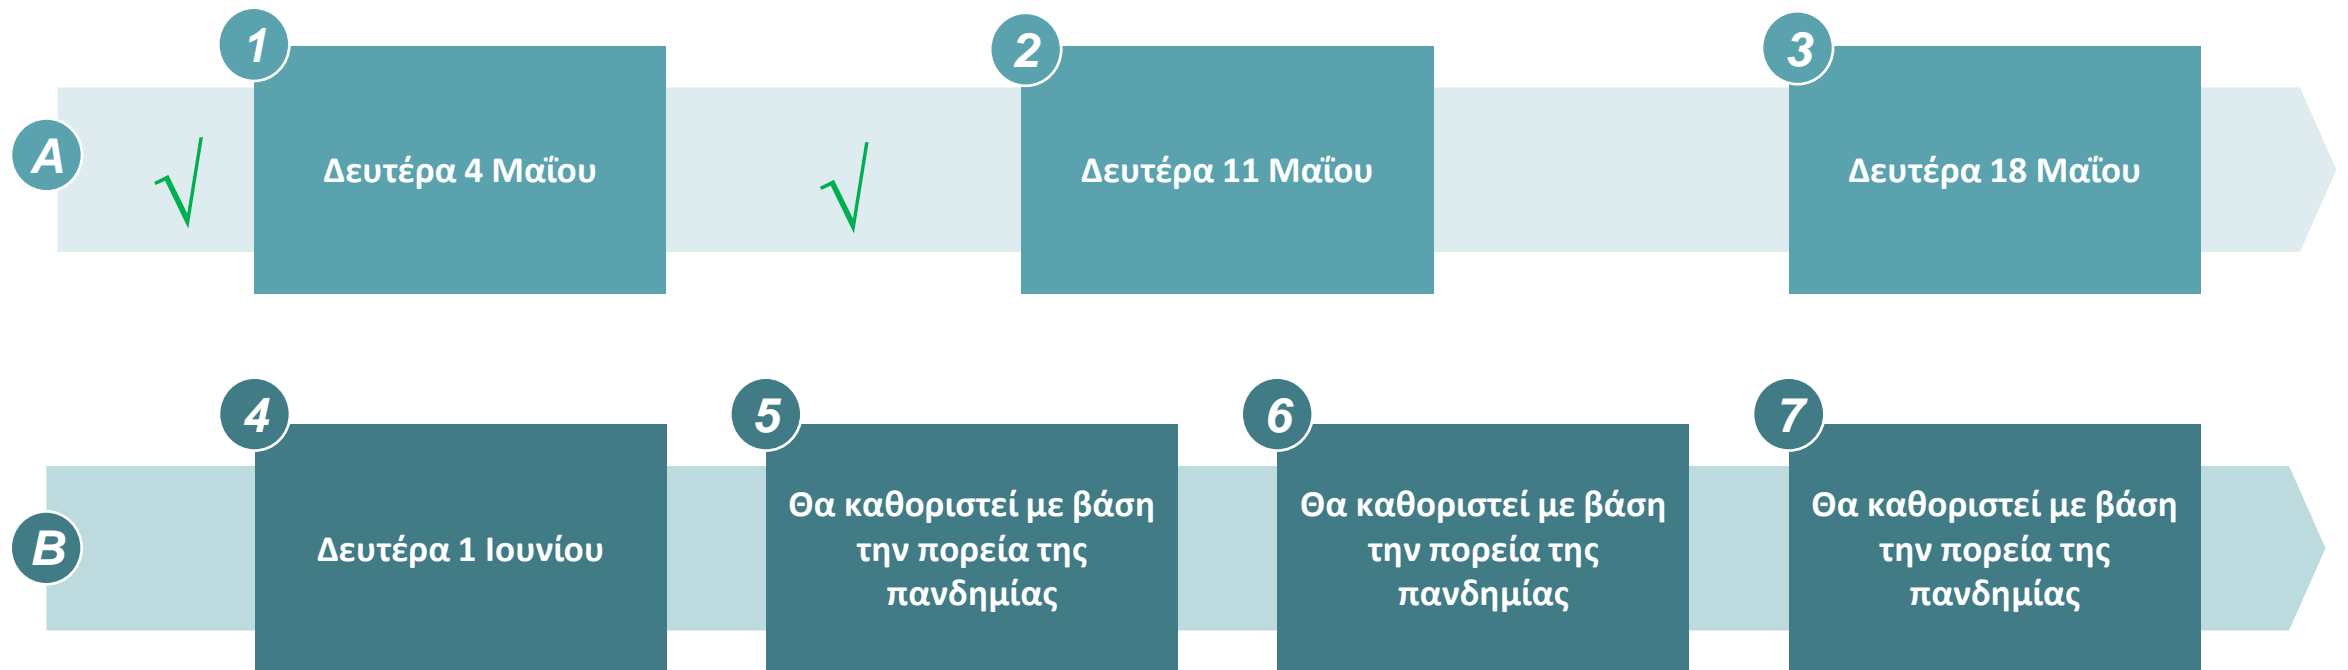 1
2
3
A
√
Δευτέρα 4 Μαΐου
√
Δευτέρα 11 Μαΐου
Δευτέρα 18 Μαΐου
4
5
6
7
B
Δευτέρα 1 Ιουνίου
Θα καθοριστεί με βάση
την πορεία της
πανδημίας
Θα καθοριστεί με βάση
την πορεία της
πανδημίας
Θα καθοριστεί με βάση
την πορεία της
πανδημίας